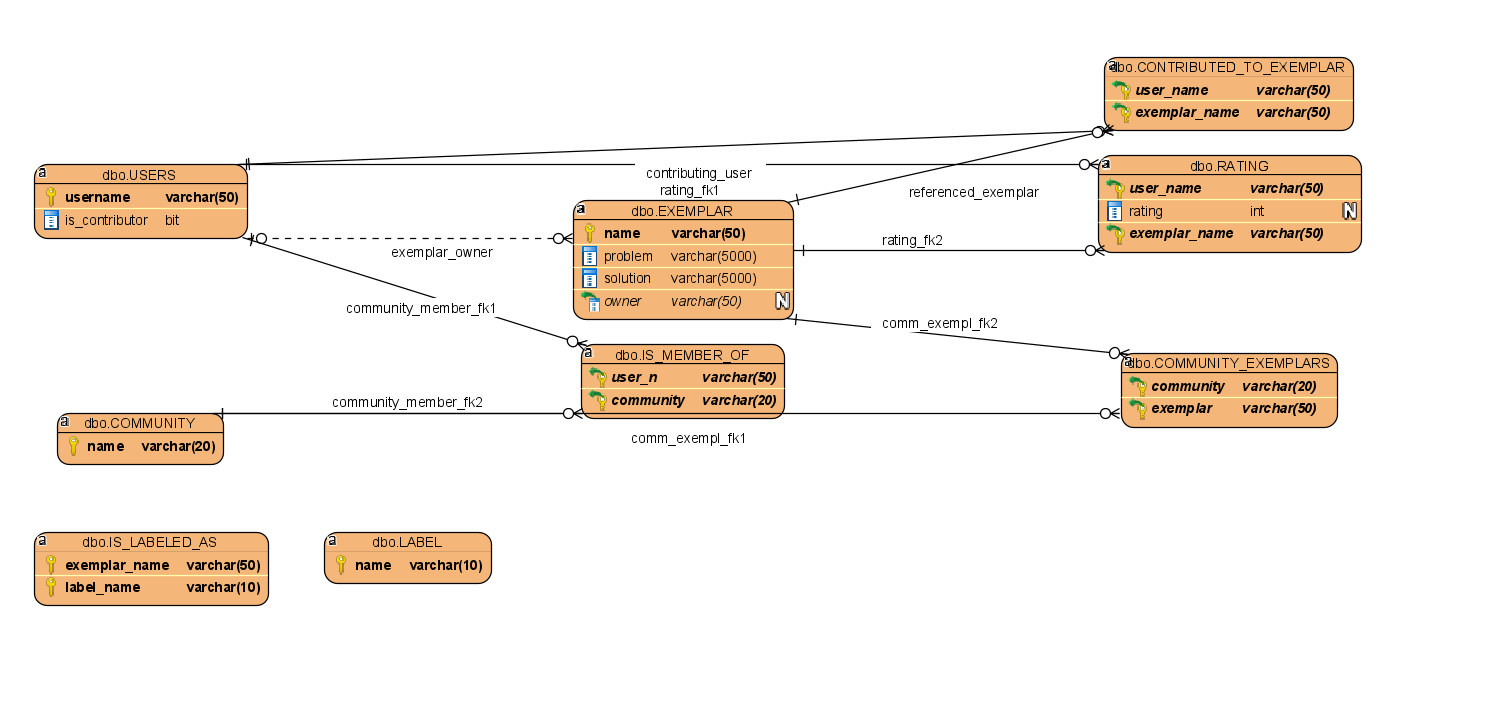 a
dbo.CONTRIBUTED_TO_EXEMPLAR
user_name varchar(50)
exemplar_name varchar(50)
a
dbo.USERS
username varchar(50)
is_contributor bit
contributing_user
rating_fk1
referenced_exemplar
a
dbo.RATING
user_name varchar(50)
rating int N
exemplar_name varchar(50)
a
dbo.EXEMPLAR
name varchar(50)
problem varchar(5000)
solution varchar(5000)
owner varchar(50) N
rating_fk2
exemplar_owner
community_member_fk1
comm_exempl_fk2
a
dbo.IS_MEMBER_OF
user_n varchar(50)
community varchar(20)
a
dbo.COMMUNITY_EXEMPLARS
community varchar(20)
exemplar varchar(50)
community_member_fk2
a
dbo.COMMUNITY
name varchar(20)
comm_exempl_fk1
a
dbo.IS_LABELED_AS
exemplar_name varchar(50)
label_name varchar(10)
a
dbo.LABEL
name varchar(10)